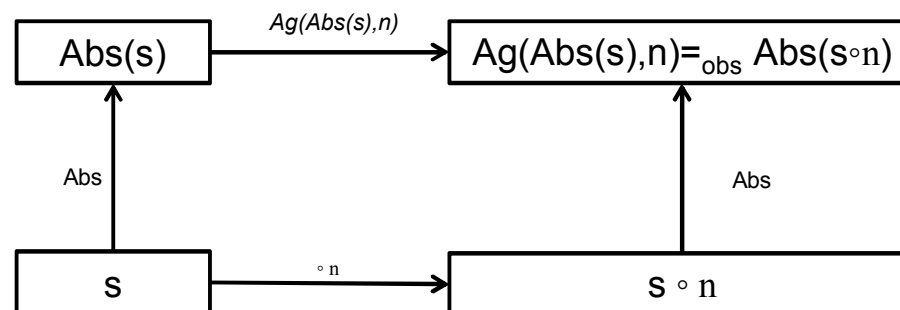 Ag(Abs(s),n)
Abs(s)
Ag(Abs(s),n)=obs Abs(s∘n)
Abs
Abs
∘ n
s
s ∘ n